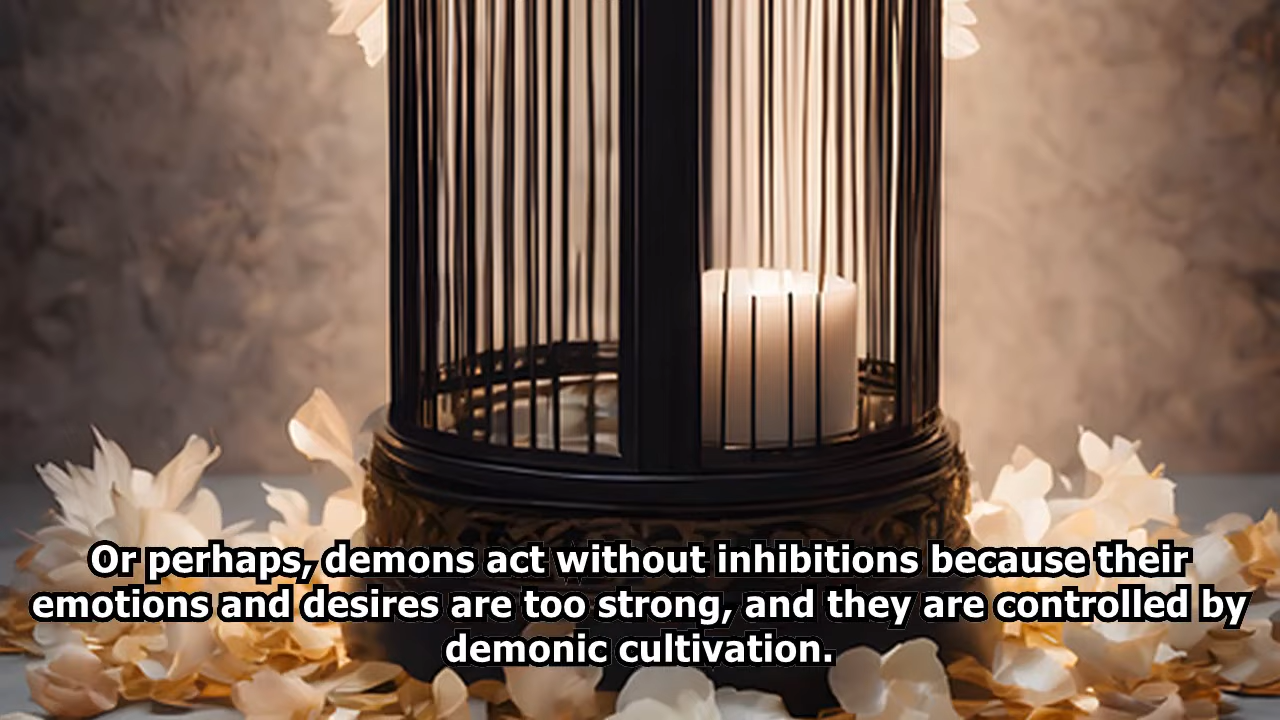 Or perhaps, demons act without inhibitions because their
emotions and desires are too strong, and they are controlled by
demonic cultivation.